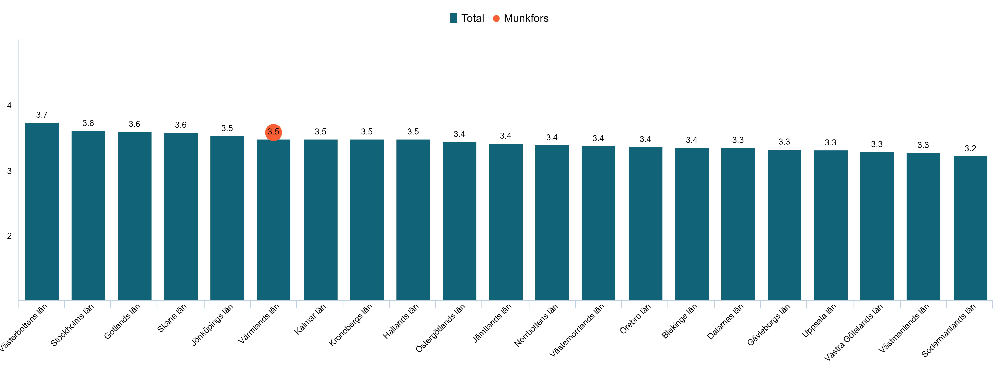 Total Munkfors
4
3
2
3.7
3.6
3.6
3.6
3.5
3.5
3.5
3.5
3.5
3.4
3.4
3.4
3.4
3.4
3.4
3.3
3.3
3.3
3.3
3.3
3.2
Västerbottens län
Stockholms län
Gotlands län
Skåne län
Jönköpings län
Värmlands län
Kalmar län
Kronobergs län
Hallands län
Östergötlands län
Jämtlands län
Norrbottens län
Västernorrlands län
Örebro län
Blekinge län
Dalarnas län
Gävleborgs län
Uppsala län
Västra Götalands län
Västmanlands län
Södermanlands län